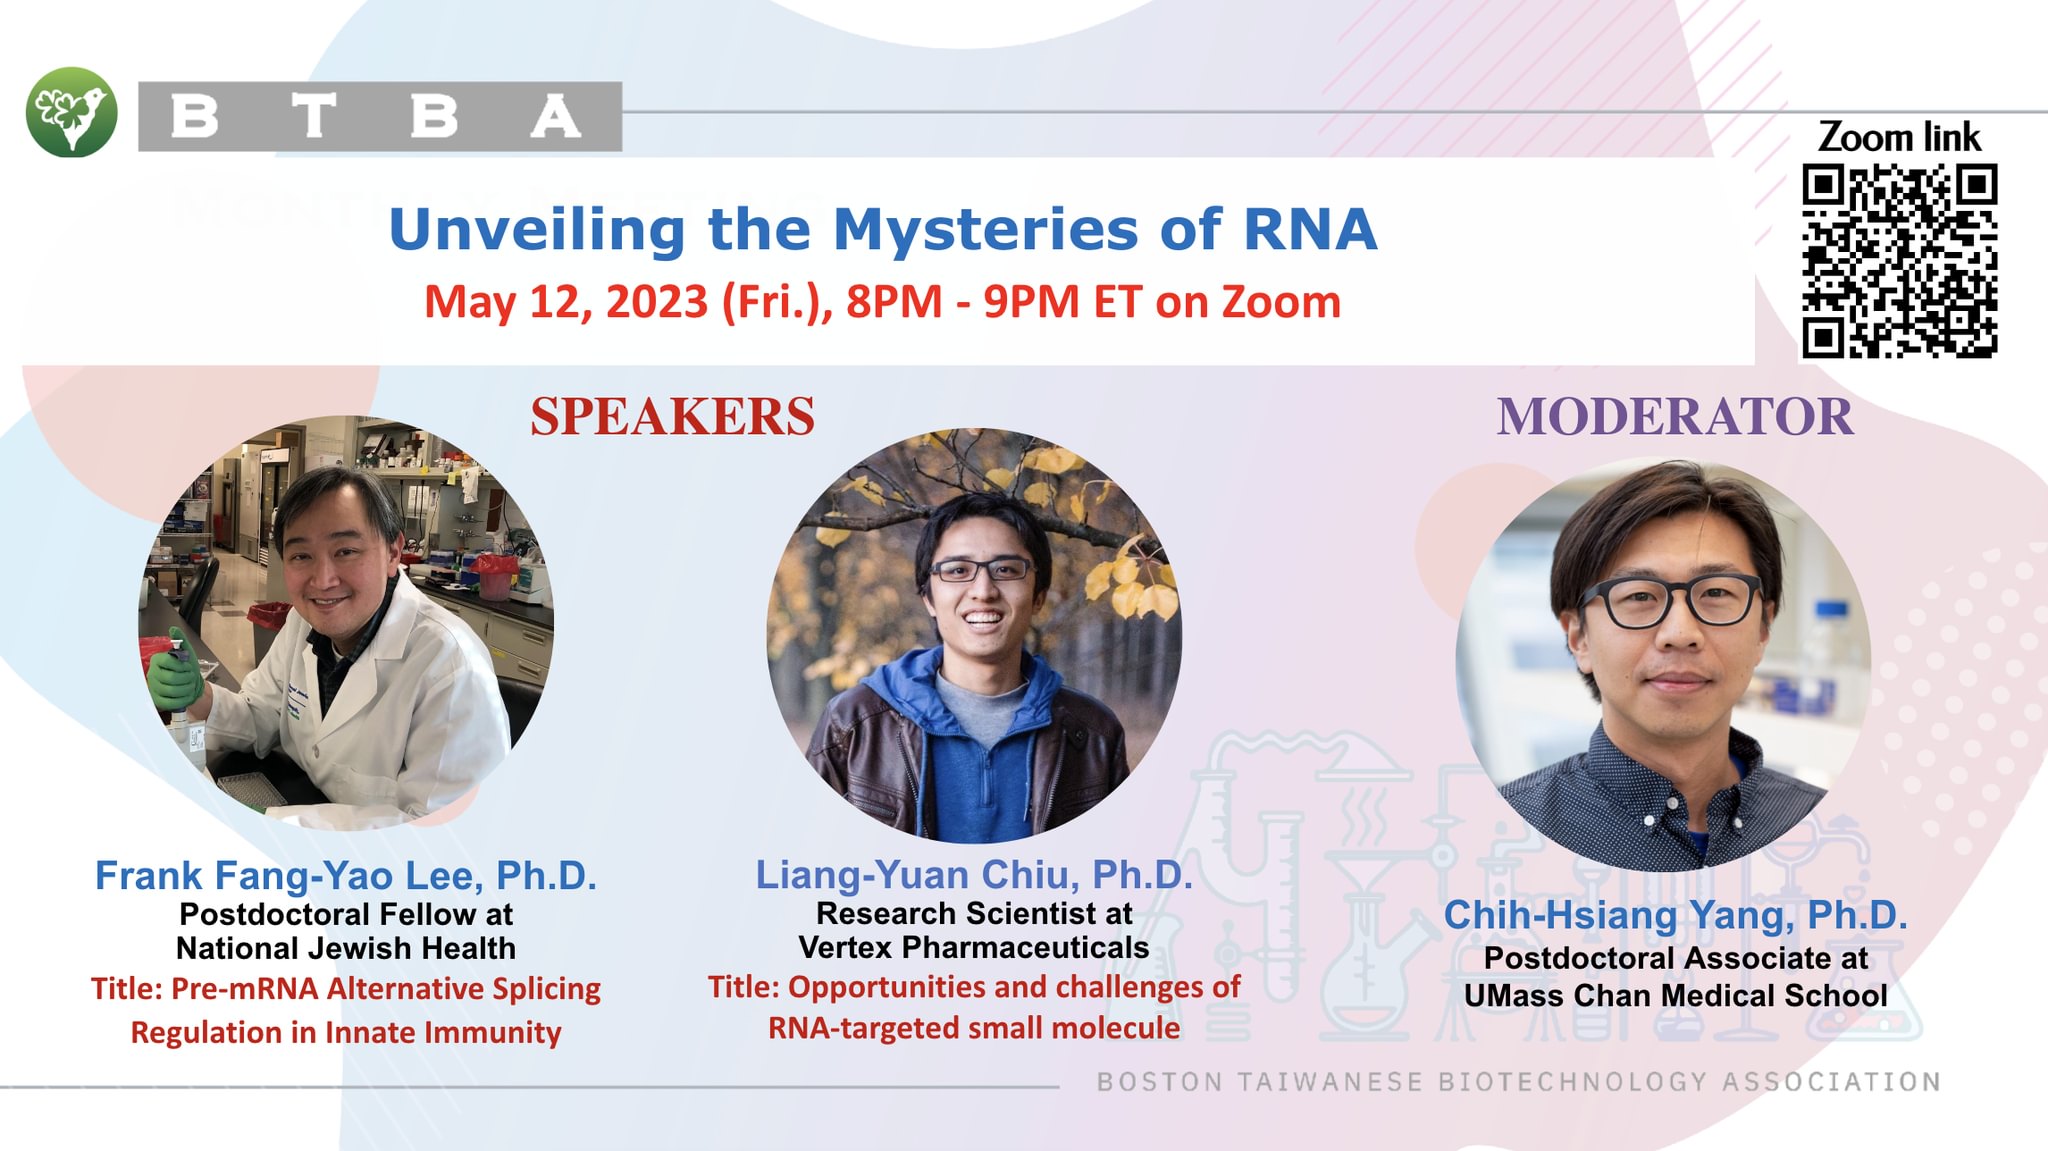 B T B A
Zoom link
Unveiling the Mysteries of RNA
May 12, 2023 (Fri.), 8PM - 9PM ET on Zoom
SPEAKERS
MODERATOR
Frank Fang-Yao Lee, Ph.D.
Postdoctoral Fellow at
National Jewish Health
Title: Pre-mRNA Alternative Splicing
Regulation in Innate Immunity
Liang-Yuan Chiu, Ph.D.
Research Scientist at
Vertex Pharmaceuticals
Title: Opportunities and challenges of
RNA-targeted small molecule
Chih-Hsiang Yang, Ph.D.
Postdoctoral Associate at
UMass Chan Medical School
BOSTON TAIWANESE BIOTECHNOLOGY ASSOCIATION